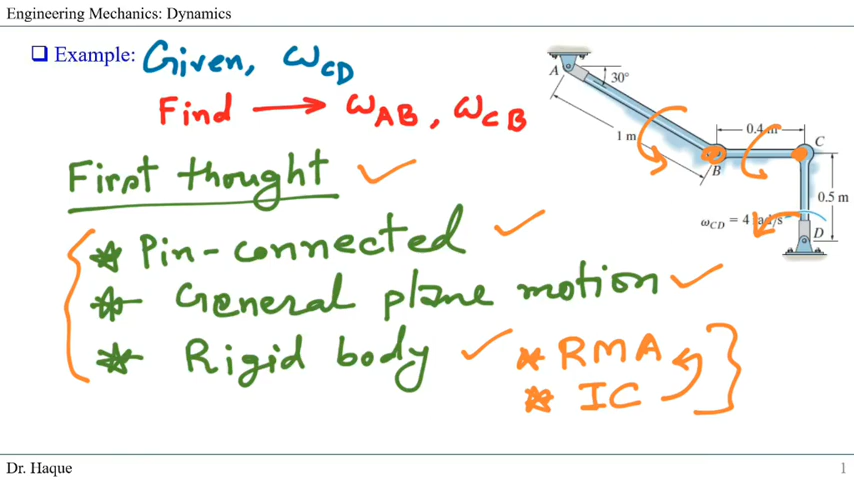 Engineering Mechanics: Dynamics
Example: Given, ωCD
Find → ωAB, ωCB
First thought
Pin-connected
General plane motion
Rigid body
RMA
IC
A
30°
1 m
B
0.4 m
C
0.5 m
ωCD = 4 rad/s
D
Dr. Haque
1